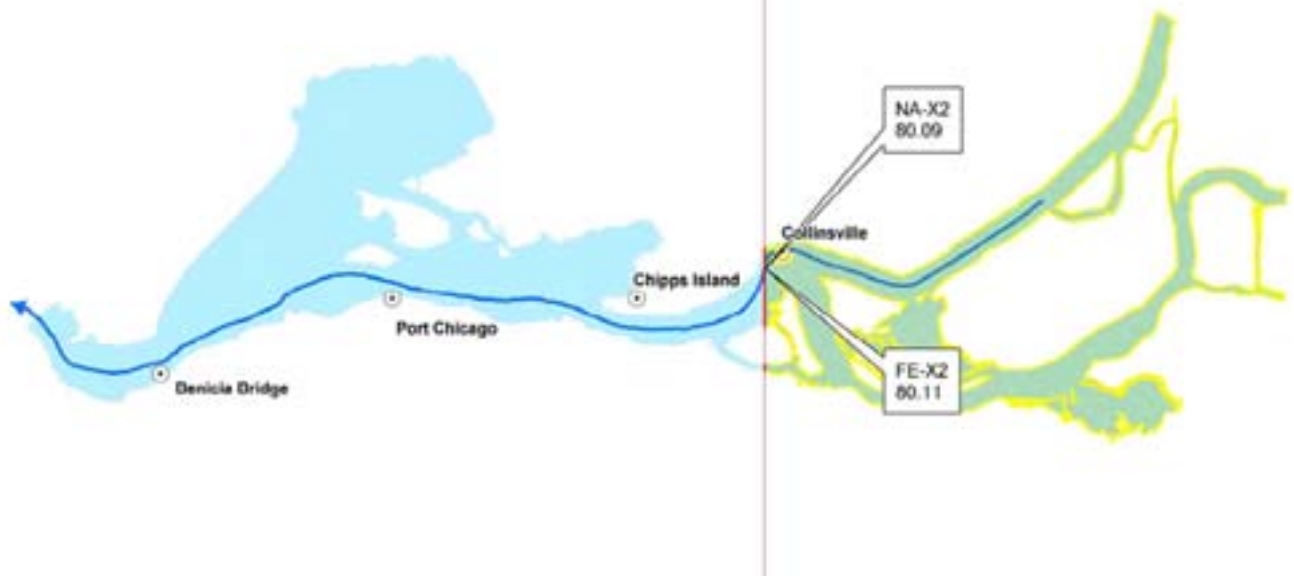 NA-X2
80.09
Collinsville
Chipps Island
Port Chicago
Benicia Bridge
FE-X2
80.11